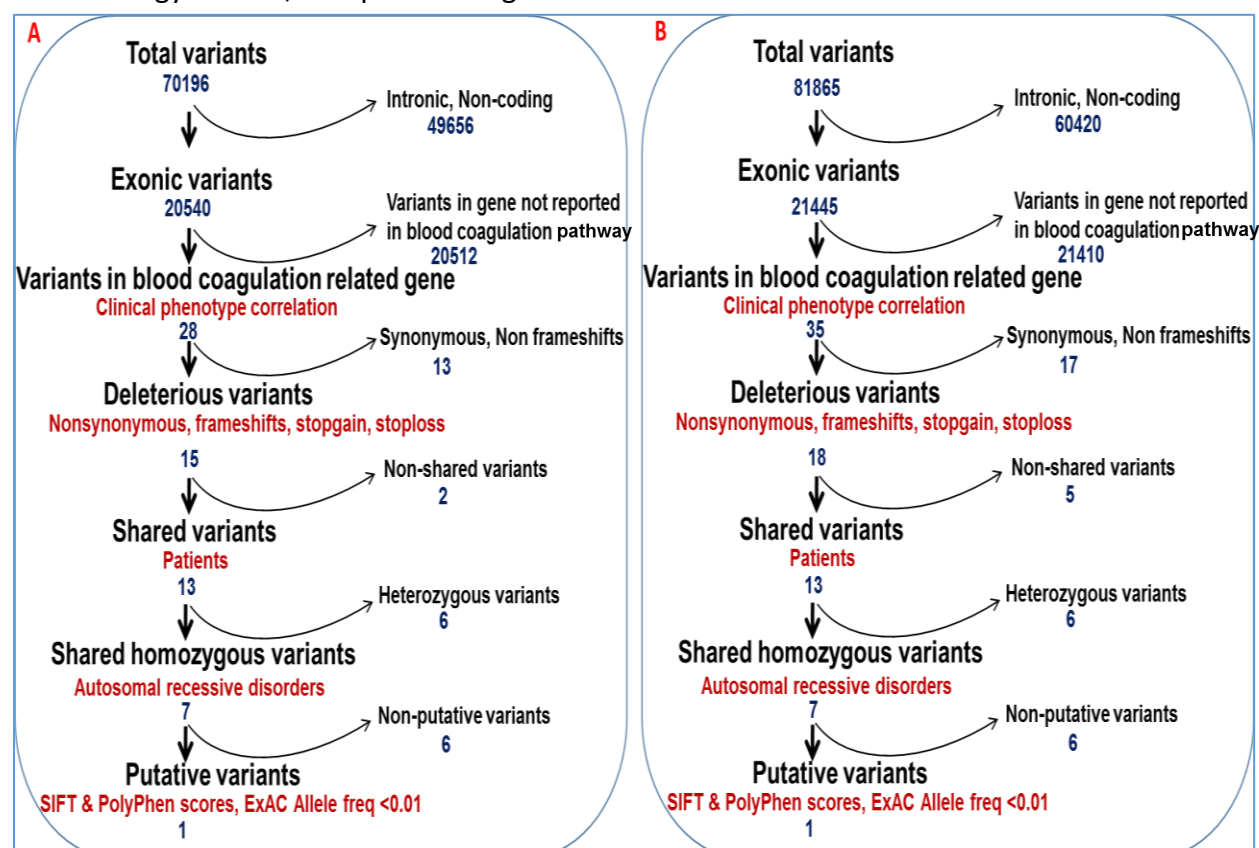 A
Total variants
70196
Intronic, Non-coding
49656
Exonic variants
20540
Variants in gene not reported
in blood coagulation pathway
20512
Variants in blood coagulation related gene
Clinical phenotype correlation
28
Synonymous, Non frameshifts
13
Deleterious variants
Nonsynonymous, frameshifts, stopgain, stoploss
15
Non-shared variants
2
Shared variants
Patients
13
Heterozygous variants
6
Shared homozygous variants
Autosomal recessive disorders
7
Non-putative variants
6
Putative variants
SIFT & PolyPhen scores, ExAC Allele freq <0.01
1
B
Total variants
81865
Intronic, Non-coding
60420
Exonic variants
21445
Variants in gene not reported
in blood coagulation pathway
21410
Variants in blood coagulation related gene
Clinical phenotype correlation
35
Synonymous, Non frameshifts
17
Deleterious variants
Nonsynonymous, frameshifts, stopgain, stoploss
18
Non-shared variants
5
Shared variants
Patients
13
Heterozygous variants
6
Shared homozygous variants
Autosomal recessive disorders
7
Non-putative variants
6
Putative variants
SIFT & PolyPhen scores, ExAC Allele freq <0.01
1